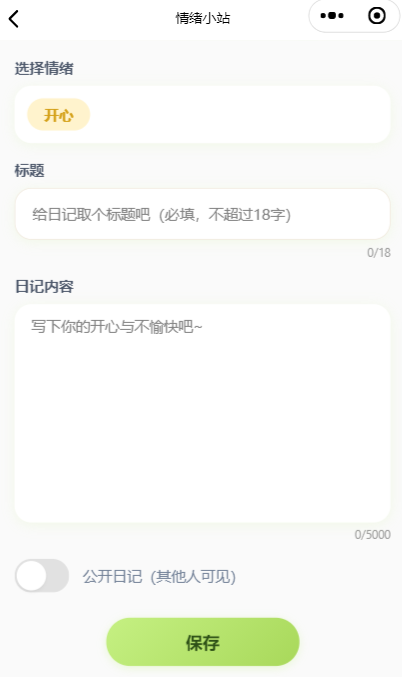 情绪小站
选择情绪
开心
标题
给日记取个标题吧（必填，不超过18字）
0/18
日记内容
写下你的开心与不愉快吧~
0/5000
公开日记（其他人可见）
保存